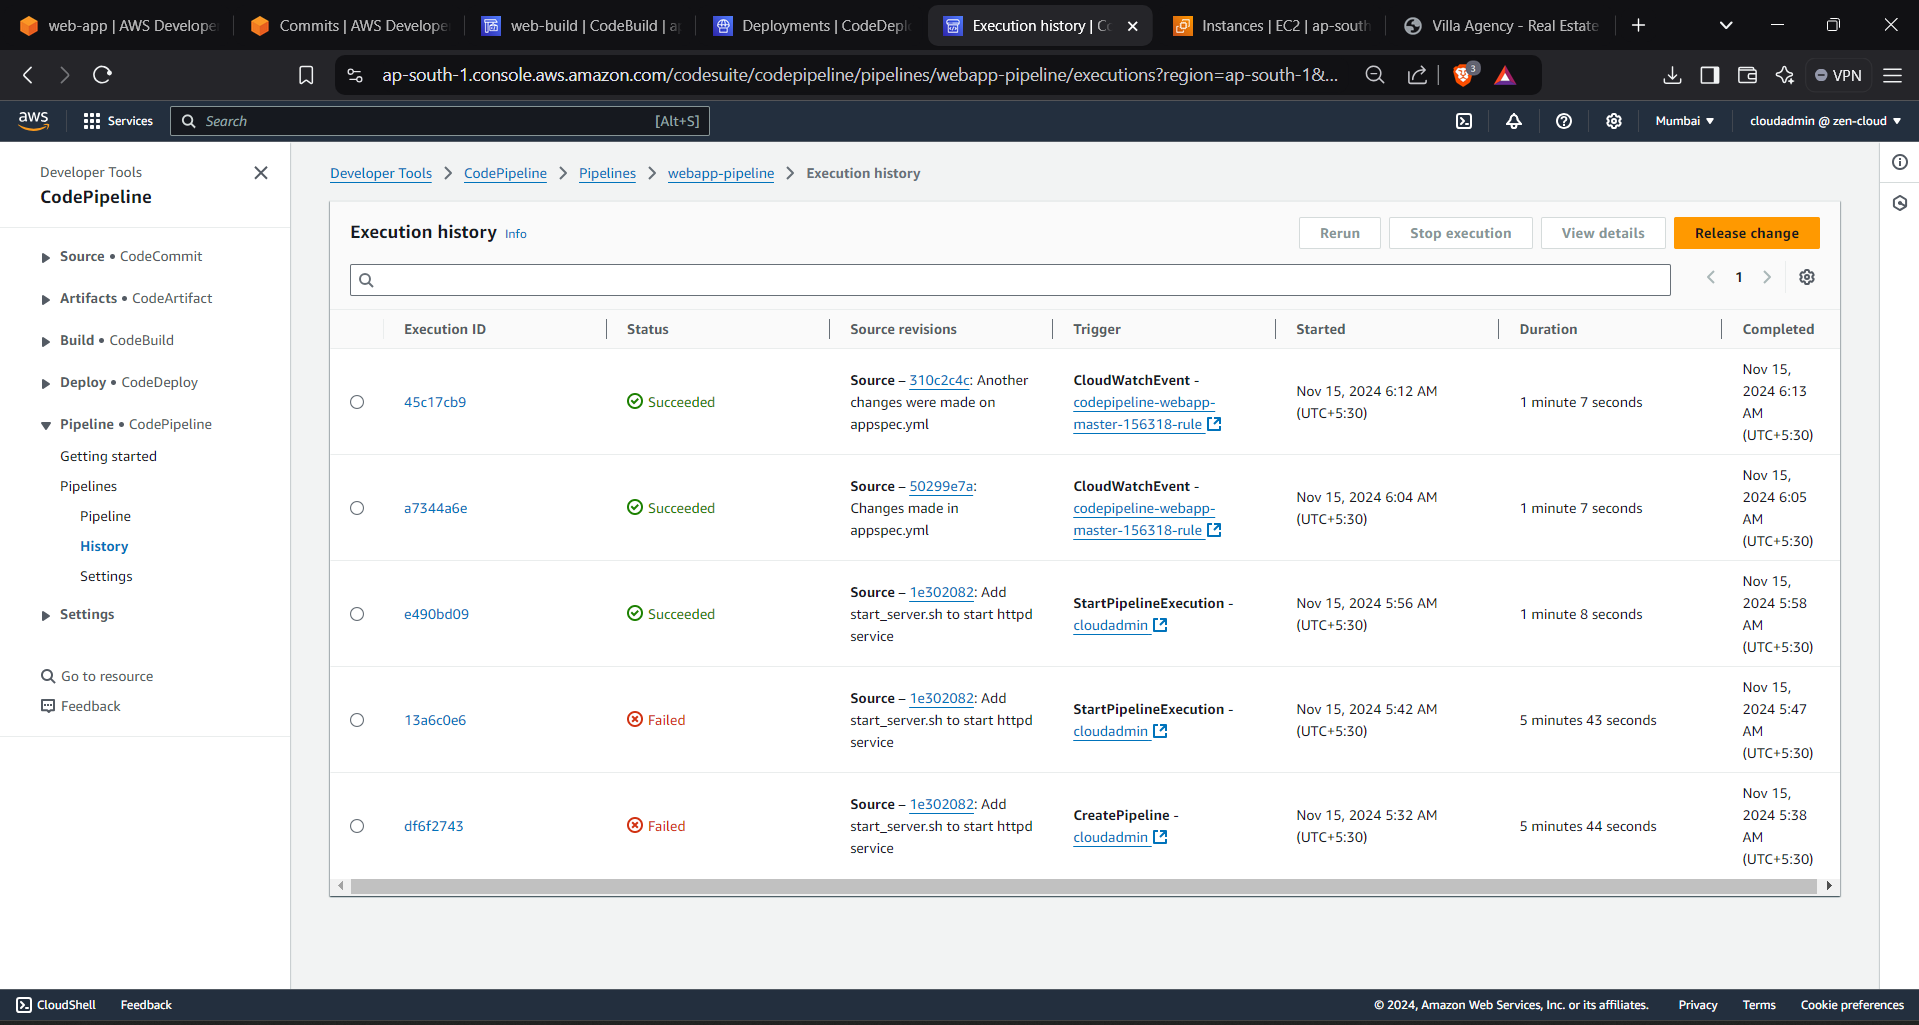 web-app | AWS Develope
Commits | AWS Develope
web-build | CodeBuild | a
Deployments | CodeDepl
Execution history | C
Instances | EC2 | ap-south
Villa Agency - Real Estate
ap-south-1.console.aws.amazon.com/codesuite/codepipeline/pipelines/webapp-pipeline/executions?region=ap-south-1&...
3
VPN
aws
Services
Search
[Alt+S]
Mumbai
cloudadmin @ zen-cloud
Developer Tools
CodePipeline
Source • CodeCommit
Artifacts • CodeArtifact
Build • CodeBuild
Deploy • CodeDeploy
Pipeline • CodePipeline
Getting started
Pipelines
Pipeline
History
Settings
Settings
Go to resource
Feedback
Developer Tools
CodePipeline
Pipelines
webapp-pipeline
Execution history
Execution history Info
Rerun
Stop execution
View details
Release change
1
Execution ID
Status
Source revisions
Trigger
Started
Duration
Completed
45c17cb9
Succeeded
Source – 310c2c4c: Another
changes were made on
appspec.yml
CloudWatchEvent -
codepipeline-webapp-
master-156318-rule
Nov 15, 2024 6:12 AM
(UTC+5:30)
1 minute 7 seconds
Nov 15,
2024 6:13
AM
(UTC+5:30)
a7344a6e
Succeeded
Source – 50299e7a:
Changes made in
appspec.yml
CloudWatchEvent -
codepipeline-webapp-
master-156318-rule
Nov 15, 2024 6:04 AM
(UTC+5:30)
1 minute 7 seconds
Nov 15,
2024 6:05
AM
(UTC+5:30)
e490bd09
Succeeded
Source – 1e302082: Add
start_server.sh to start httpd
service
StartPipelineExecution -
cloudadmin
Nov 15, 2024 5:56 AM
(UTC+5:30)
1 minute 8 seconds
Nov 15,
2024 5:58
AM
(UTC+5:30)
13a6c0e6
Failed
Source – 1e302082: Add
start_server.sh to start httpd
service
StartPipelineExecution -
cloudadmin
Nov 15, 2024 5:42 AM
(UTC+5:30)
5 minutes 43 seconds
Nov 15,
2024 5:47
AM
(UTC+5:30)
df6f2743
Failed
Source – 1e302082: Add
start_server.sh to start httpd
service
CreatePipeline -
cloudadmin
Nov 15, 2024 5:32 AM
(UTC+5:30)
5 minutes 44 seconds
Nov 15,
2024 5:38
AM
(UTC+5:30)
CloudShell
Feedback
© 2024, Amazon Web Services, Inc. or its affiliates.
Privacy
Terms
Cookie preferences